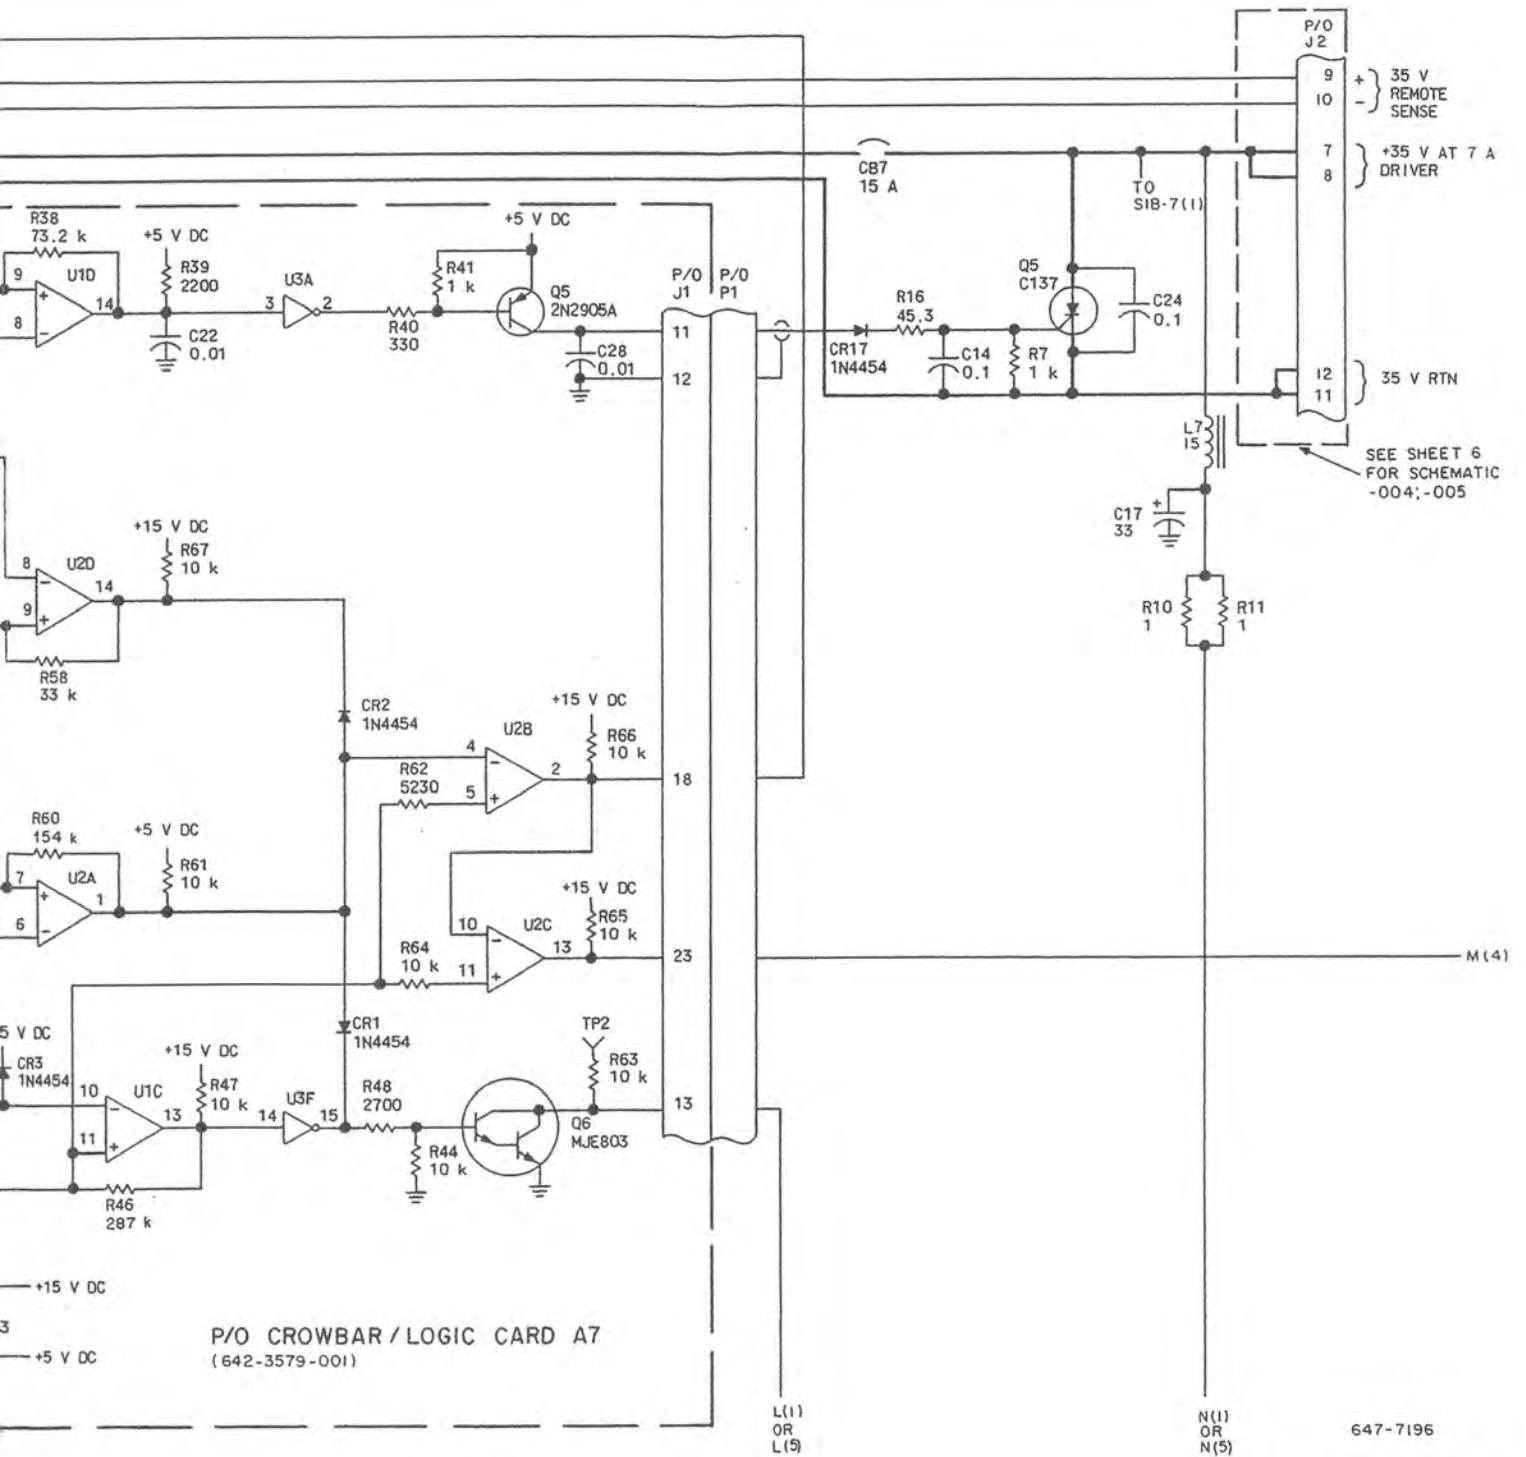 P/O
J2
9
+
35 V
10
-
REMOTE
SENSE
7
+35 V AT 7 A
8
DRIVER
CB7
15 A
TO
S1B-7(1)
R38
73.2 k
+5 V DC
+5 V DC
9
+
U1D
14
8
-
R39
2200
U3A
3
2
R41
1 k
Q5
2N2905A
R40
330
C22
0.01
C28
0.01
P/O
J1
P/O
P1
11
12
CR17
1N4454
R16
45.3
C14
0.1
R7
1 k
Q5
C137
C24
0.1
12
11
35 V RTN
L7
15
SEE SHEET 6
FOR SCHEMATIC
-004;-005
+
C17
33
R10
1
R11
1
+15 V DC
R67
10 k
8
-
U2D
14
9
+
R58
33 k
CR2
1N4454
+15 V DC
R66
10 k
U2B
4
-
2
5
+
R62
5230
18
R60
154 k
+5 V DC
R61
10 k
7
+
U2A
1
6
-
+15 V DC
R65
10 k
U2C
10
-
13
11
+
R64
10 k
23
M(4)
5 V DC
CR3
1N4454
+15 V DC
R47
10 k
10
-
U1C
13
11
+
R46
287 k
14
U3F
15
CR1
1N4454
R48
2700
R44
10 k
TP2
R63
10 k
Q6
MJE803
13
+15 V DC
3
+5 V DC
P/O CROWBAR / LOGIC CARD A7
(642-3579-001)
L(1)
OR
L(5)
N(1)
OR
N(5)
647-7196